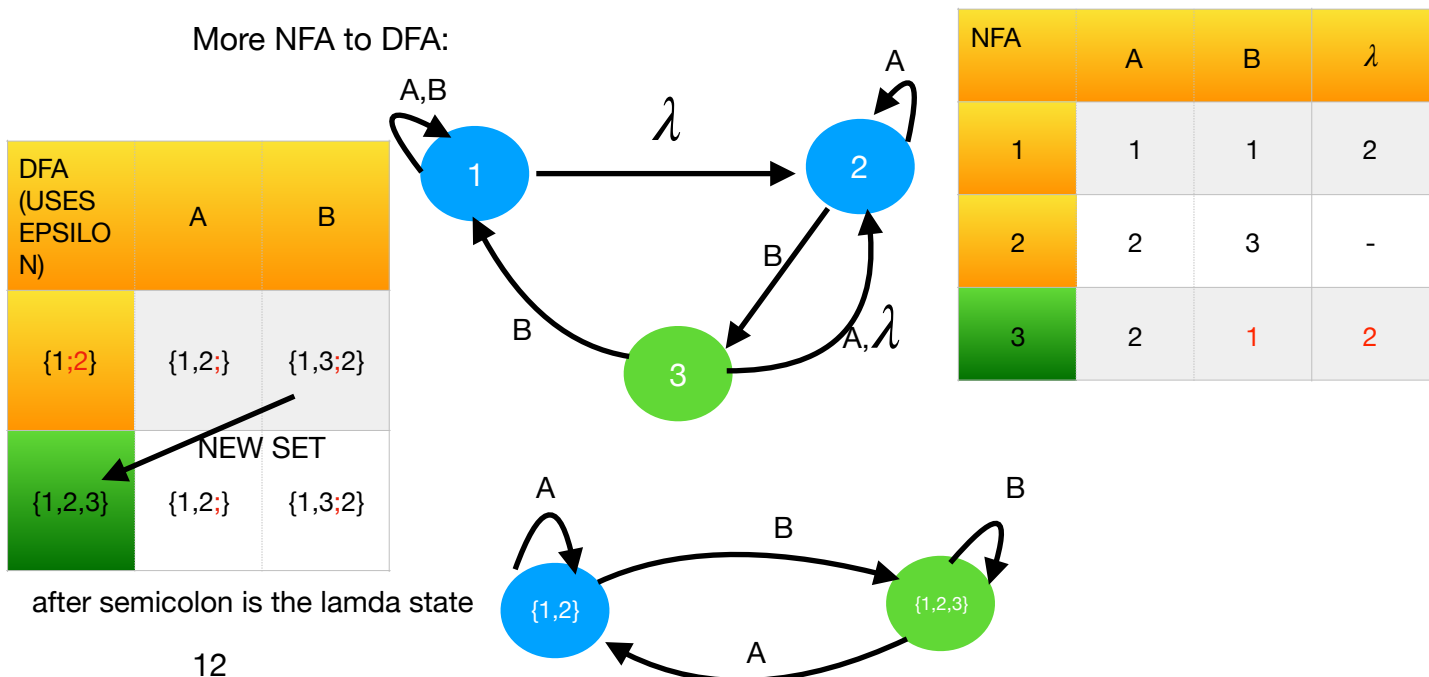 More NFA to DFA:
DFA
(USES
EPSILO
N)
A
B
{1;2}
{1,2;}
{1,3;2}
NEW SET
{1,2,3}
{1,2;}
{1,3;2}
after semicolon is the lamda state
12
A,B
1
λ
A
2
B
B
A,λ
3
A
B
B
{1,2}
{1,2,3}
A
NFA
A
B
λ
1
1
1
2
2
2
3
-
3
2
1
2